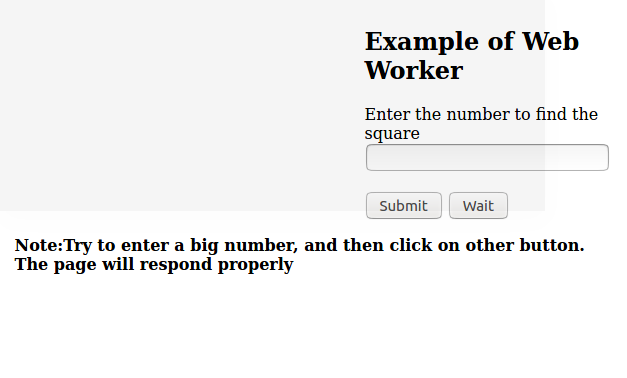 Example of Web
Worker
Enter the number to find the
square
Submit Wait
Note:Try to enter a big number, and then click on other button.
The page will respond properly